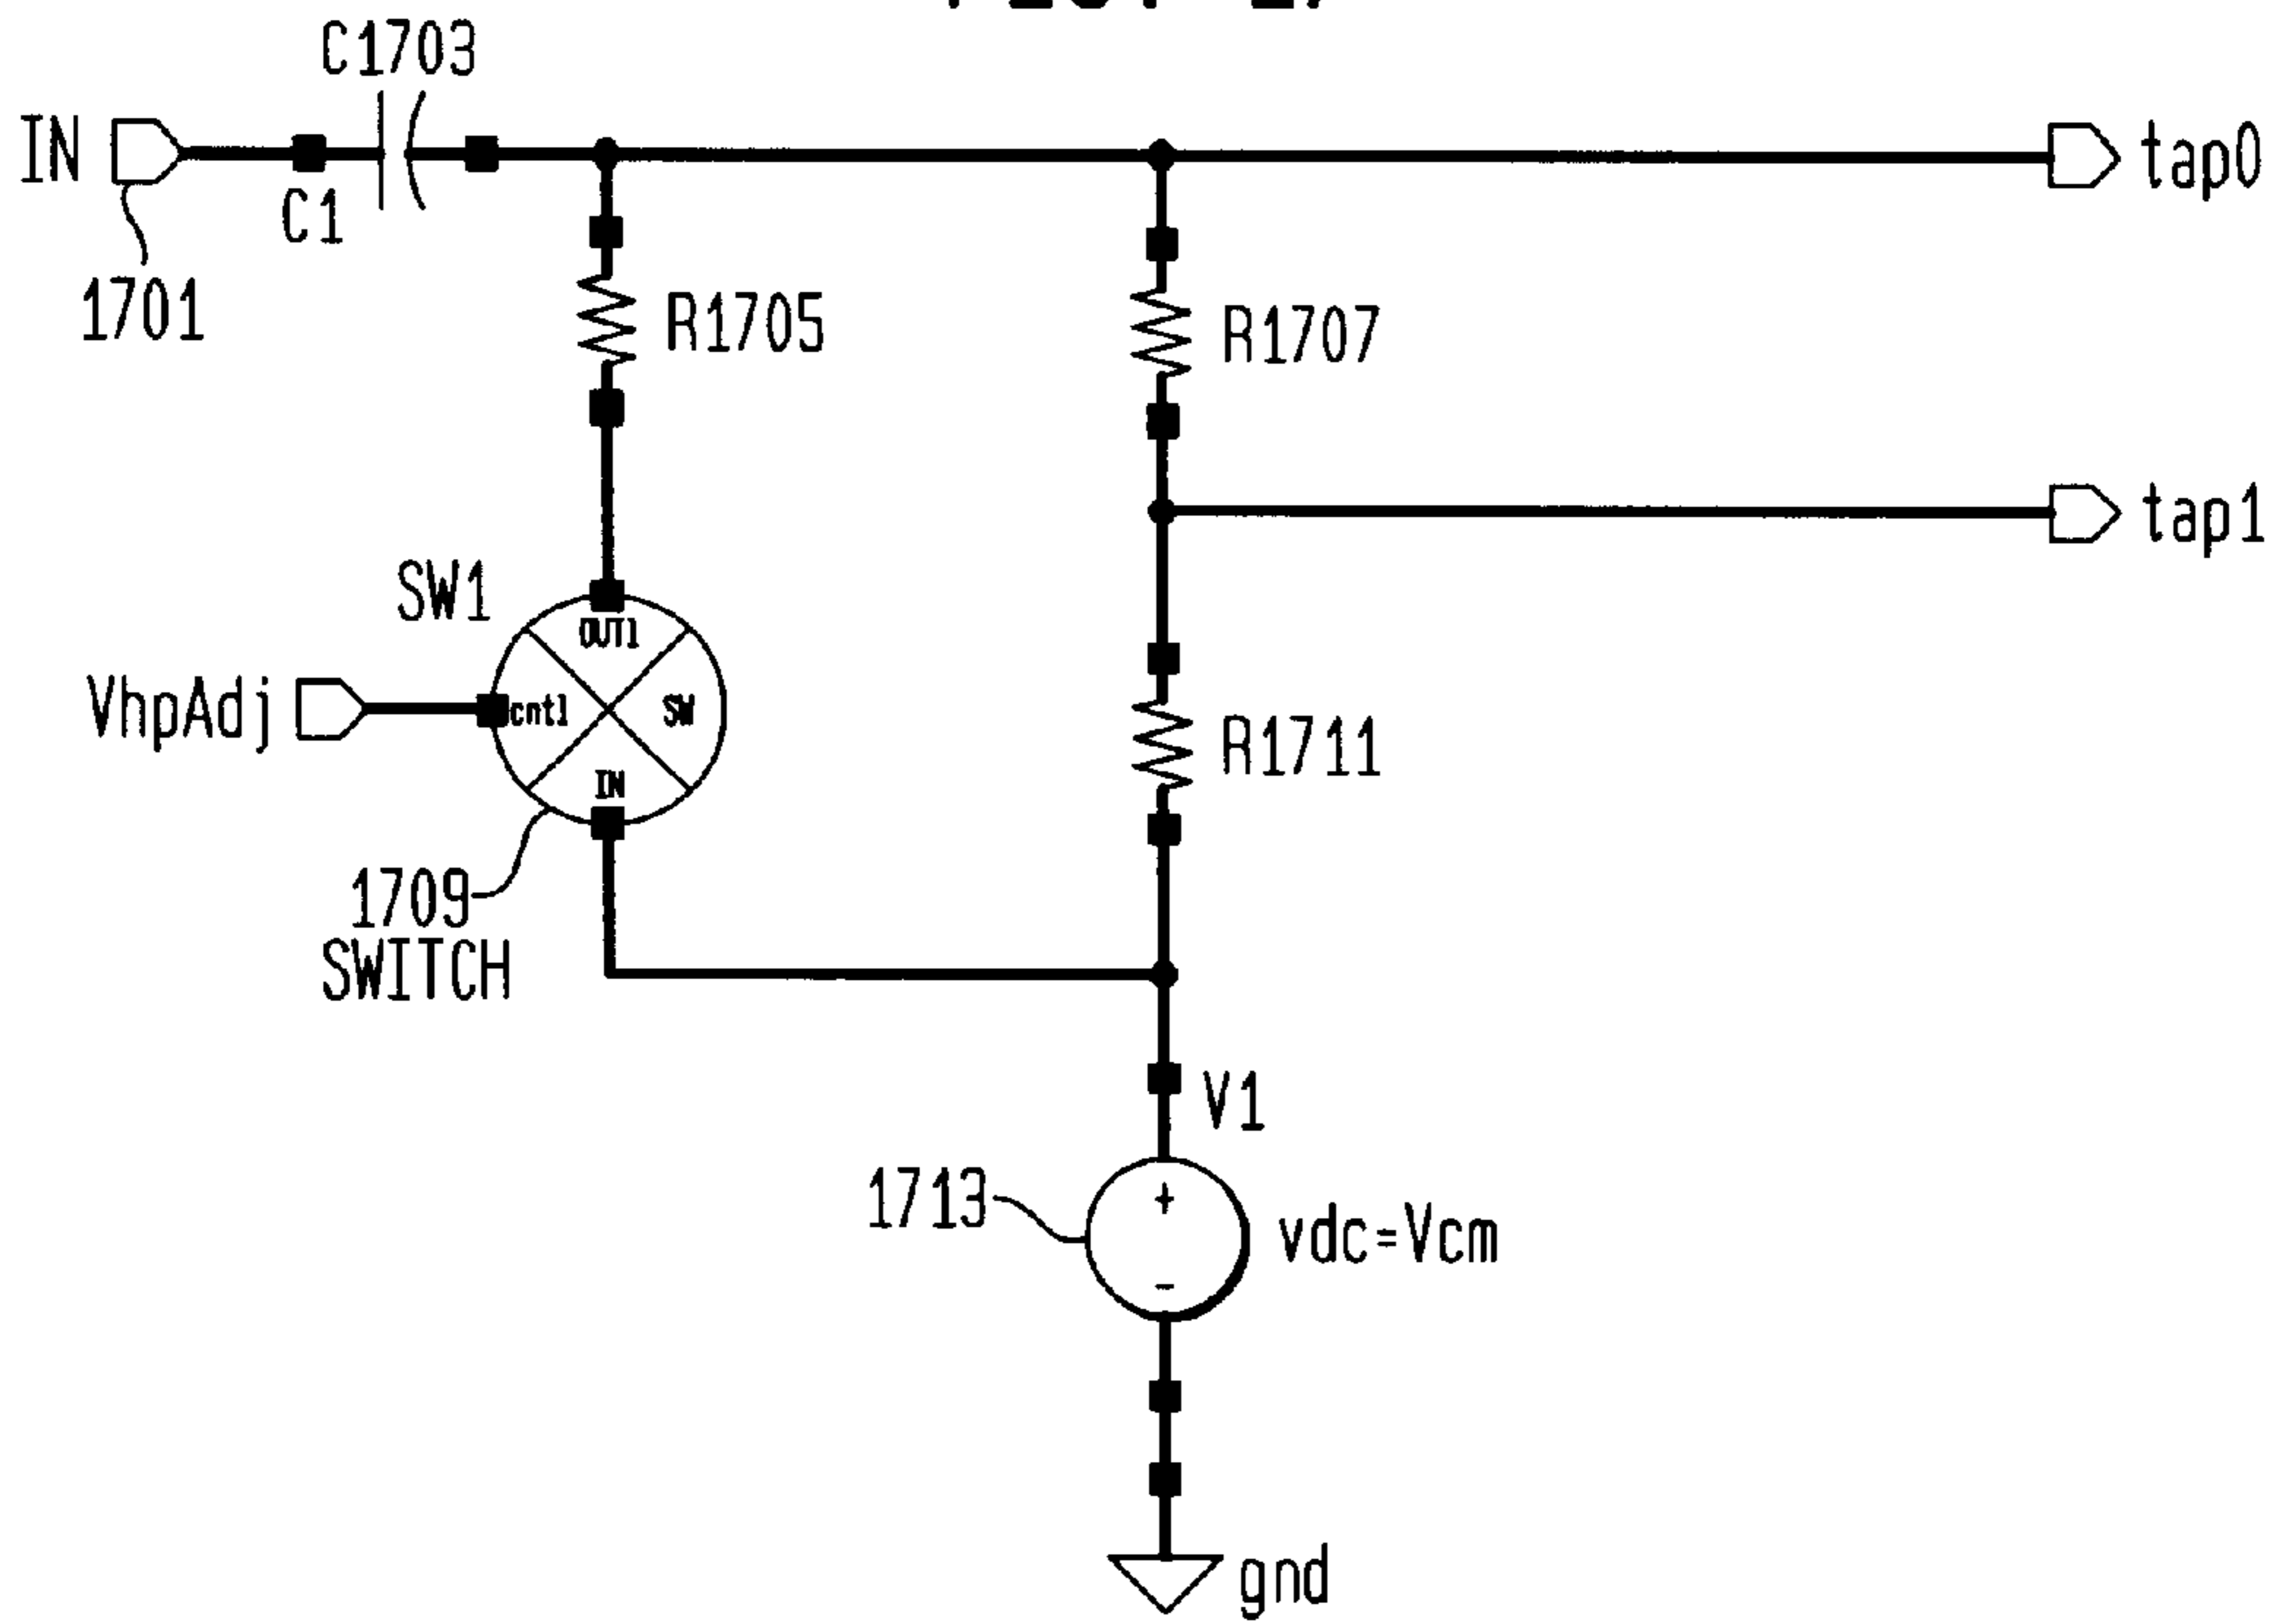 C1703
IN
C1
1701
tap0
R1705
R1707
tap1
SW1
OUT1
VhpAdj
cntl
SW
IN
R1711
1709
SWITCH
V1
1713
+
vdc=Vcm
-
gnd